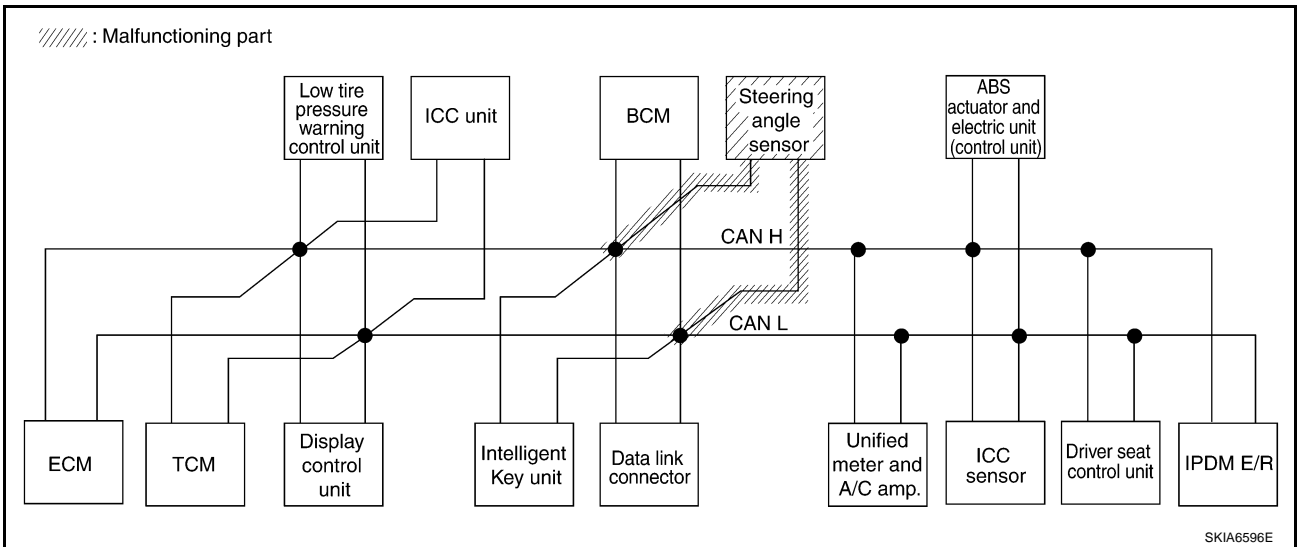 : Malfunctioning part
Low tire
pressure
warning
control unit
ICC unit
BCM
Steering
angle
sensor
ABS
actuator and
electric unit
(control unit)
CAN H
CAN L
ECM
TCM
Display
control
unit
Intelligent
Key unit
Data link
connector
Unified
meter and
A/C amp.
ICC
sensor
Driver seat
control unit
IPDM E/R
SKIA6596E